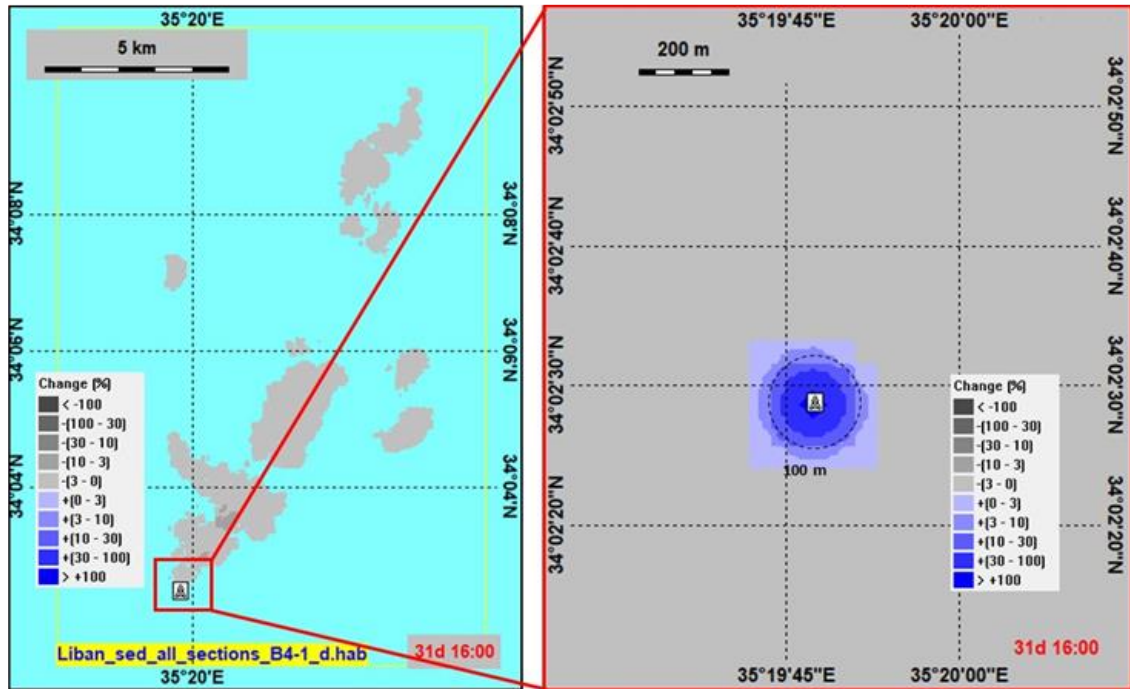 35°20'E
5 km
34°08'N
34°08'N
34°06'N
34°06'N
34°04'N
34°04'N
Change (%)
< -100
-(100 - 30)
-(30 - 10)
-(10 - 3)
-(3 - 0)
+(0 - 3)
+(3 - 10)
+(10 - 30)
+(30 - 100)
> +100
Liban_sed_all_sections_B4-1_d.hab
31d 16:00
35°20'E
35°19'45"E
35°20'00"E
200 m
34°02'50"N
34°02'50"N
34°02'40"N
34°02'40"N
34°02'30"N
34°02'30"N
100 m
34°02'20"N
34°02'20"N
Change (%)
< -100
-(100 - 30)
-(30 - 10)
-(10 - 3)
-(3 - 0)
+(0 - 3)
+(3 - 10)
+(10 - 30)
+(30 - 100)
> +100
31d 16:00
35°19'45"E
35°20'00"E